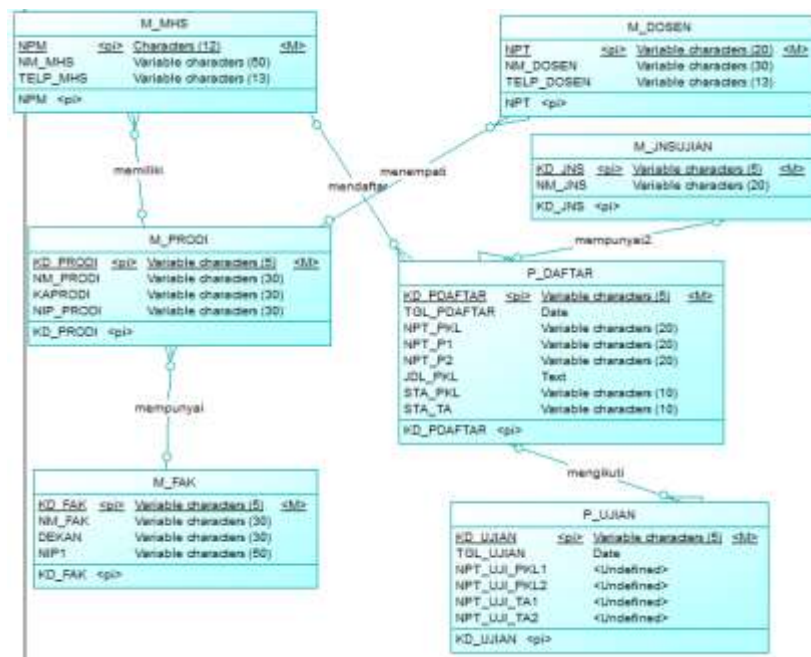 M_MHS
NPM <pi> Characters (12) <M>
NM_MHS Variable characters (60)
TELP_MHS Variable characters (13)
NPM <pi>
M_DOSEN
NPT <pi> Variable characters (20) <M>
NM_DOSEN Variable characters (30)
TELP_DOSEN Variable characters (13)
NPT <pi>
M_JNSUJIAN
KD_JNS <pi> Variable characters (5) <M>
NM_JNS Variable characters (20)
KD_JNS <pi>
memiliki
menempati
mendaftar
mempunyai2
M_PRODI
KD_PRODI <pi> Variable characters (5) <M>
NM_PRODI Variable characters (30)
KAPRODI Variable characters (30)
NIP_PRODI Variable characters (30)
KD_PRODI <pi>
P_DAFTAR
KD_PDAFTAR <pi> Variable characters (5) <M>
TGL_PDAFTAR Date
NPT_PKL Variable characters (20)
NPT_P1 Variable characters (20)
NPT_P2 Variable characters (20)
JDL_PKL Text
STA_PKL Variable characters (10)
STA_TA Variable characters (10)
KD_PDAFTAR <pi>
mempunyai
mengikuti
M_FAK
KD_FAK <pi> Variable characters (5) <M>
NM_FAK Variable characters (30)
DEKAN Variable characters (30)
NIP1 Variable characters (50)
KD_FAK <pi>
P_UJIAN
KD_UJIAN <pi> Variable characters (5) <M>
TGL_UJIAN Date
NPT_UJI_PKL1 <Undefined>
NPT_UJI_PKL2 <Undefined>
NPT_UJI_TA1 <Undefined>
NPT_UJI_TA2 <Undefined>
KD_UJIAN <pi>